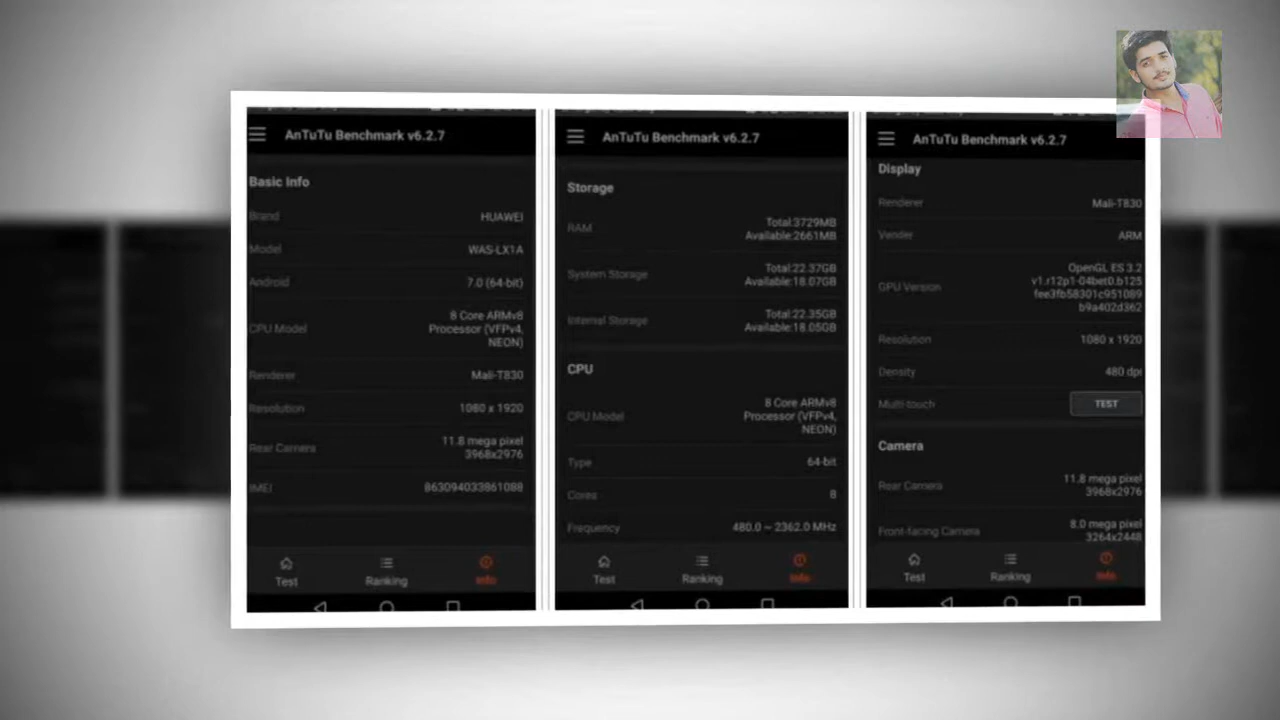 AnTuTu Benchmark v6.2.7
Basic Info
Brand HUAWEI
Model WAS-LX1A
Android 7.0 (64-bit)
CPU Model 8 Core ARMv8
Processor (VFPv4,
NEON)
Renderer Mali-T830
Resolution 1080 x 1920
Rear Camera 11.8 mega pixel
3968x2976
IMEI 863094033861088
Test Ranking Info
AnTuTu Benchmark v6.2.7
Storage
RAM Total:3729MB
Available:2661MB
System Storage Total:22.37GB
Available:18.07GB
Internal Storage Total:22.35GB
Available:18.05GB
CPU
CPU Model 8 Core ARMv8
Processor (VFPv4,
NEON)
Type 64-bit
Cores 8
Frequency 480.0 ~ 2362.0 MHz
Test Ranking Info
AnTuTu Benchmark v6.2.7
Display
Renderer Mali-T830
Vender ARM
GPU Version OpenGL ES 3.2
v1.r12p1-04bet0.b125
fee3fb58301c951089
b9a402d362
Resolution 1080 x 1920
Density 480 dpi
Multi-touch TEST
Camera
Rear Camera 11.8 mega pixel
3968x2976
Front-facing Camera 8.0 mega pixel
3264x2448
Test Ranking Info